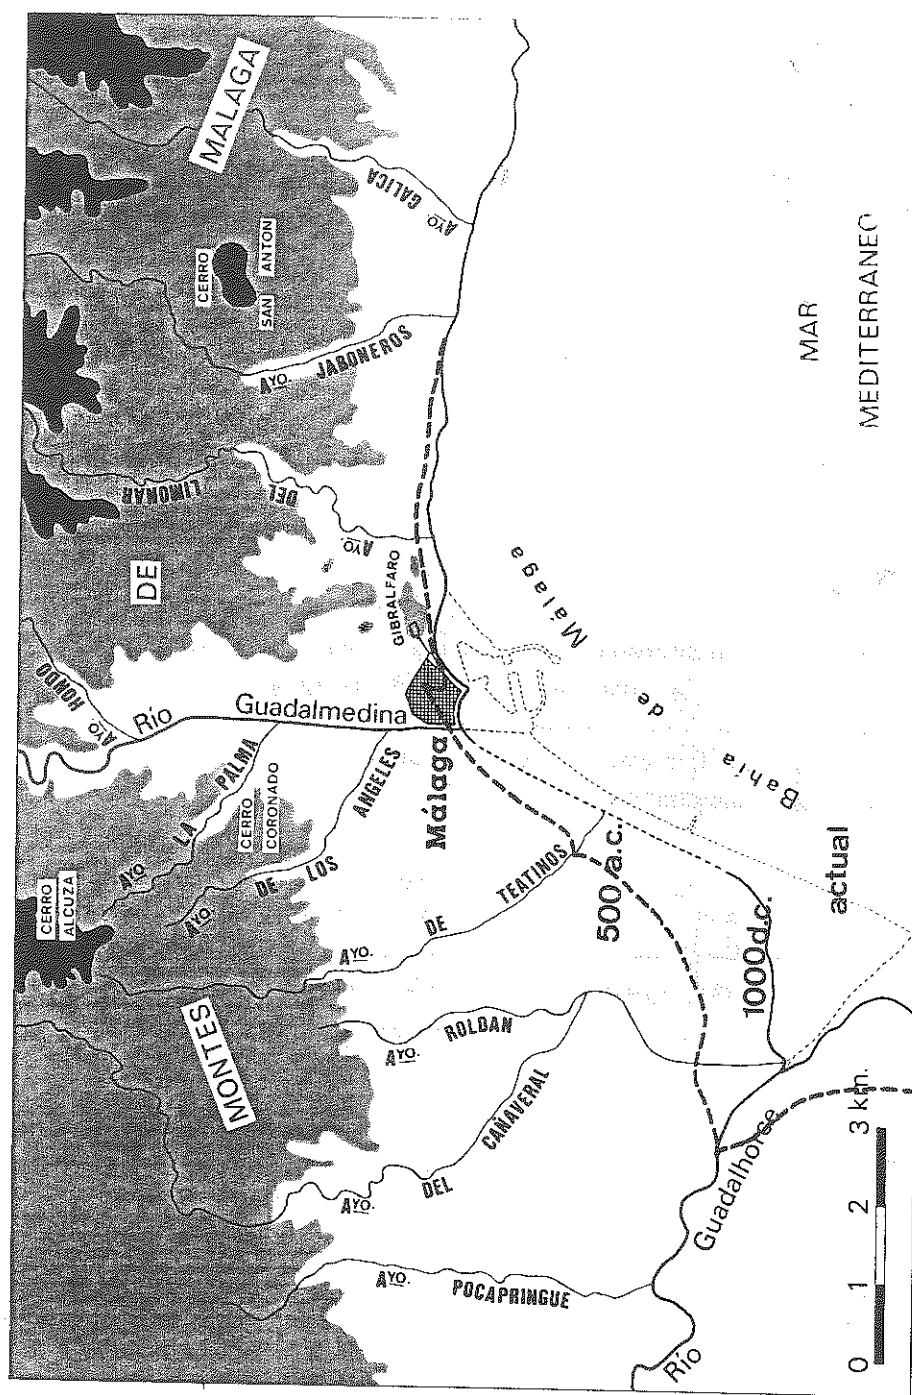 MONTES
DE
MALAGA
CERRO
ALCUZA
AYO. HONDO
Río Guadalmedina
AYO. LA PALMA
CERRO
CORONADO
AYO. DE LOS ANGELES
AYO. DE TEATINOS
AYO. ROLDAN
AYO. DEL CAÑAVERAL
AYO. POCAPRINGUE
AYO. DEL LIMONAR
CERRO
SAN ANTON
AYO. JABONEROS
AYO. GALICA
GIBRALFARO
Málaga
500 a.c.
1000 d.c.
actual
Bahía de Málaga
MAR
MEDITERRANEO
Río Guadalhorce
0 1 2 3 km.